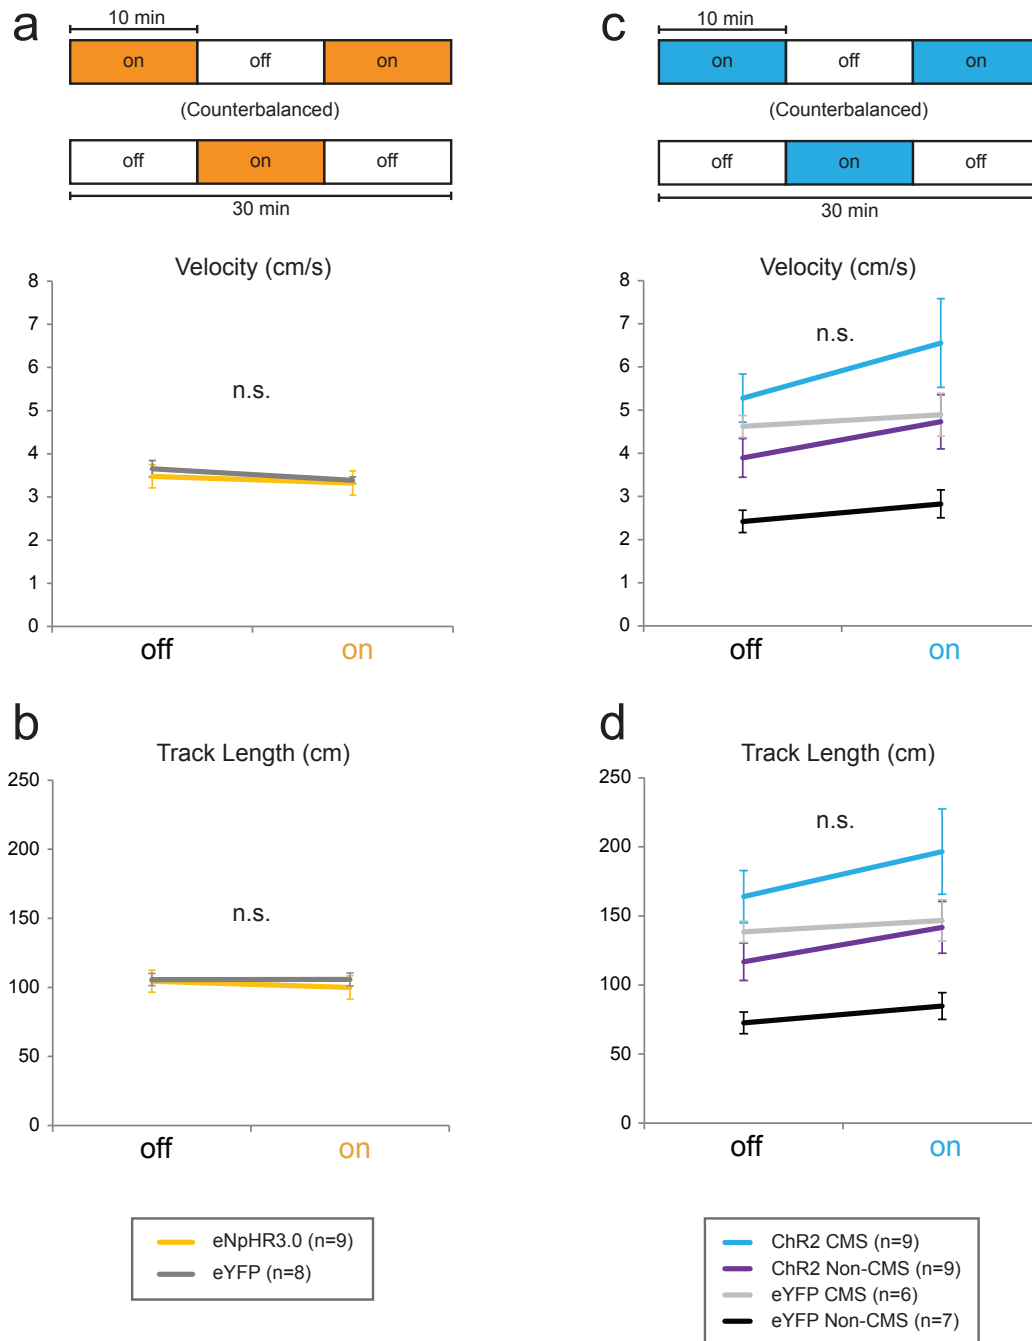 a
10 min
on off on
(Counterbalanced)
off on off
30 min
Velocity (cm/s)
8
7
6
5
4
3
2
1
0
n.s.
off on
b
Track Length (cm)
250
200
150
100
50
0
n.s.
off on
eNpHR3.0 (n=9)
eYFP (n=8)
c
10 min
on off on
(Counterbalanced)
off on off
30 min
Velocity (cm/s)
8
7
6
5
4
3
2
1
0
n.s.
off on
d
Track Length (cm)
250
200
150
100
50
0
n.s.
off on
ChR2 CMS (n=9)
ChR2 Non-CMS (n=9)
eYFP CMS (n=6)
eYFP Non-CMS (n=7)